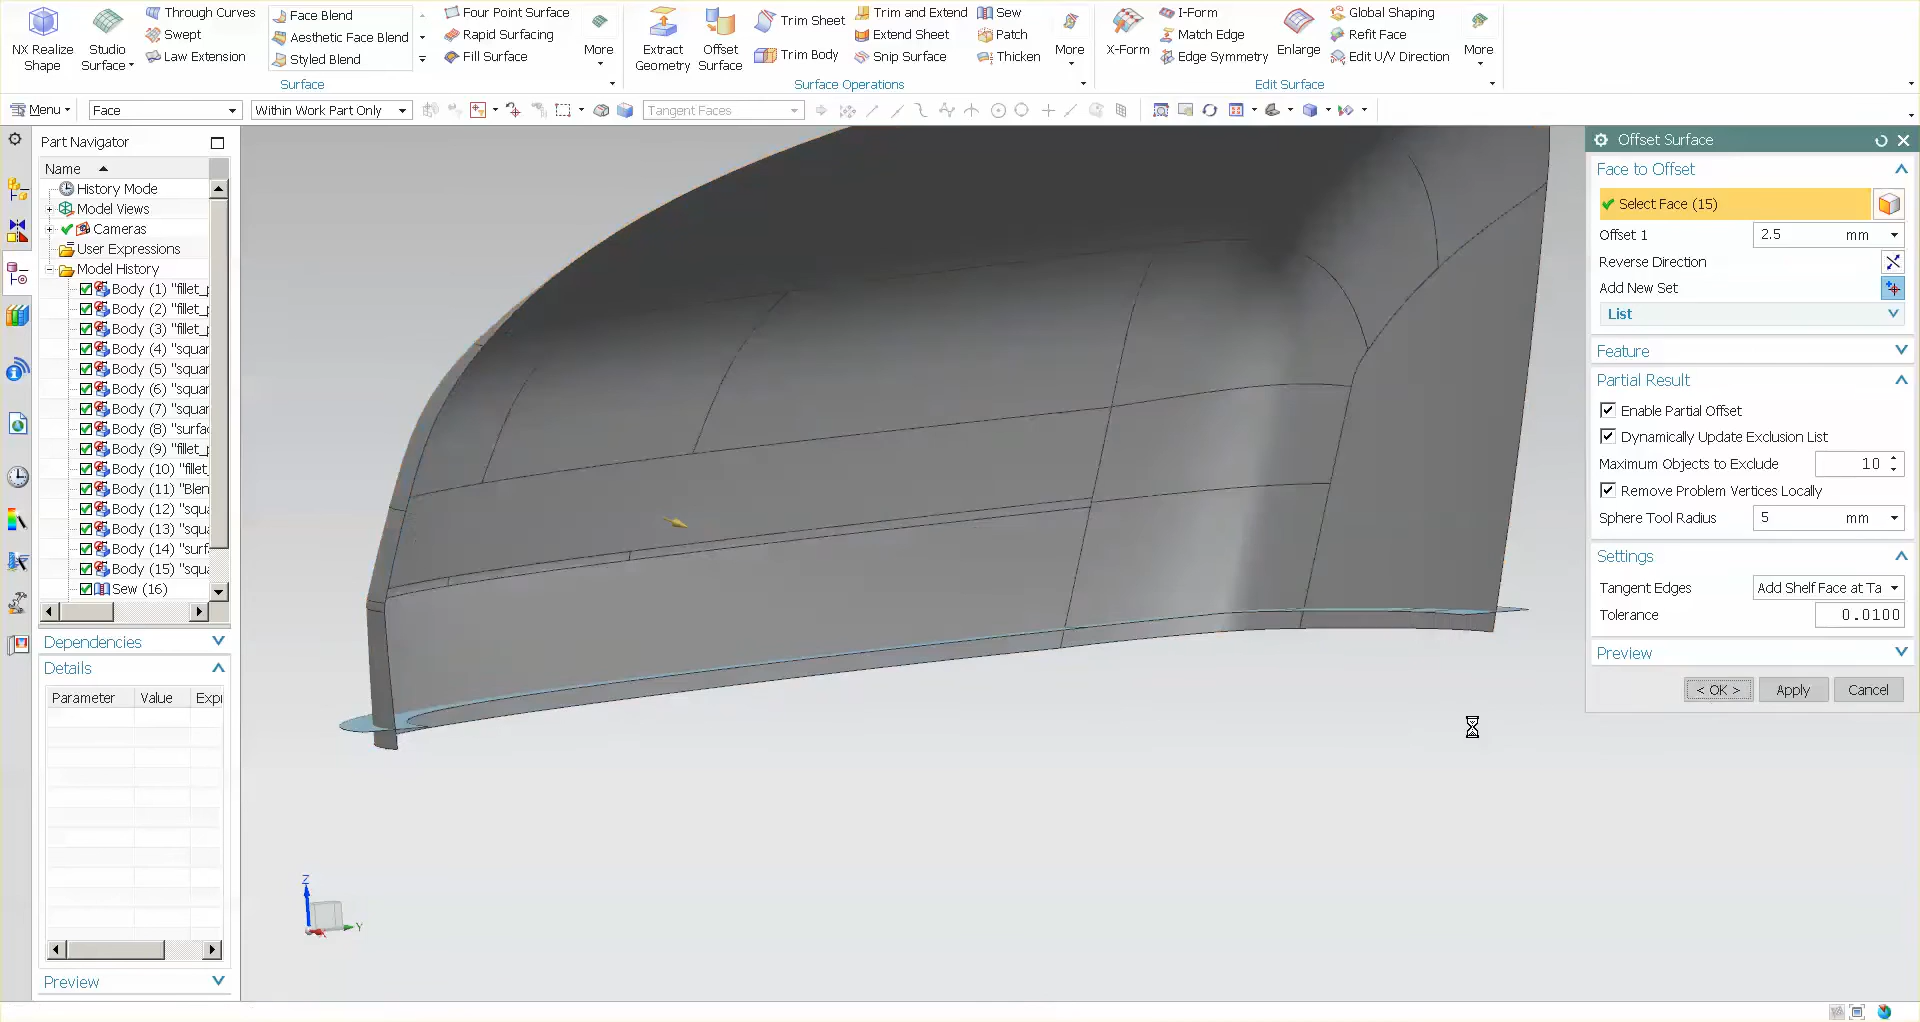 NX Realize Shape
Studio Surface
Through Curves
Swept
Law Extension
Face Blend
Aesthetic Face Blend
Styled Blend
Four Point Surface
Rapid Surfacing
Fill Surface
More
Surface
Extract Geometry
Offset Surface
Trim Sheet
Trim Body
Trim and Extend
Extend Sheet
Snip Surface
Sew
Patch
Thicken
More
Surface Operations
X-Form
I-Form
Match Edge
Edge Symmetry
Enlarge
Global Shaping
Refit Face
Edit U/V Direction
More
Edit Surface
Menu
Face
Within Work Part Only
Tangent Faces
Part Navigator
Name
History Mode
Model Views
Cameras
User Expressions
Model History
Body (1) "fillet_p
Body (2) "fillet_p
Body (3) "fillet_
Body (4) "squar
Body (5) "squar
Body (6) "squar
Body (7) "squar
Body (8) "surfac
Body (9) "fillet_p
Body (10) "fillet_
Body (11) "Blen
Body (12) "squa
Body (13) "squa
Body (14) "surf
Body (15) "squa
Sew (16)
Dependencies
Details
Parameter Value Expr
Preview
Z
Y
Offset Surface
Face to Offset
Select Face (15)
Offset 1 2.5 mm
Reverse Direction
Add New Set
List
Feature
Partial Result
Enable Partial Offset
Dynamically Update Exclusion List
Maximum Objects to Exclude 10
Remove Problem Vertices Locally
Sphere Tool Radius 5 mm
Settings
Tangent Edges Add Shelf Face at Ta
Tolerance 0.0100
Preview
< OK > Apply Cancel